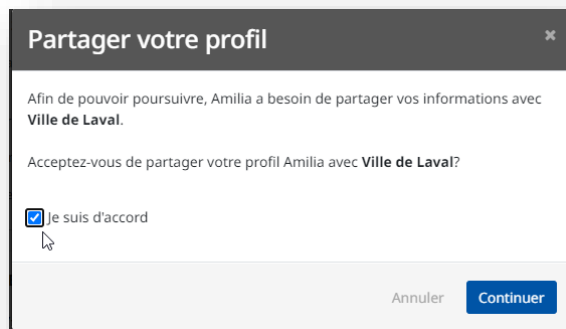 Partager votre profil
Afin de pouvoir poursuivre, Amilia a besoin de partager vos informations avec
Ville de Laval.
Acceptez-vous de partager votre profil Amilia avec Ville de Laval?
Je suis d'accord
Annuler
Continuer